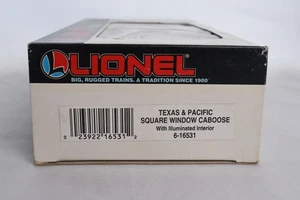 LIONEL
BIG, RUGGED TRAINS, & TRADITION SINCE 1900
TEXAS & PACIFIC
SQUARE WINDOW CABOOSE
With Illuminated Interior
6-16531
0 23922 16531 2